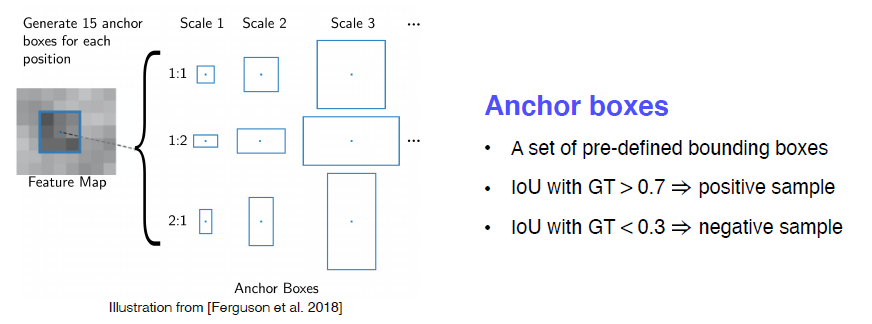 Generate 15 anchor
boxes for each
position
Scale 1 Scale 2 Scale 3 ...
1:1
1:2 ...
2:1
Feature Map
Anchor Boxes
Illustration from [Ferguson et al. 2018]
Anchor boxes
• A set of pre-defined bounding boxes
• IoU with GT > 0.7 ⇒ positive sample
• IoU with GT < 0.3 ⇒ negative sample